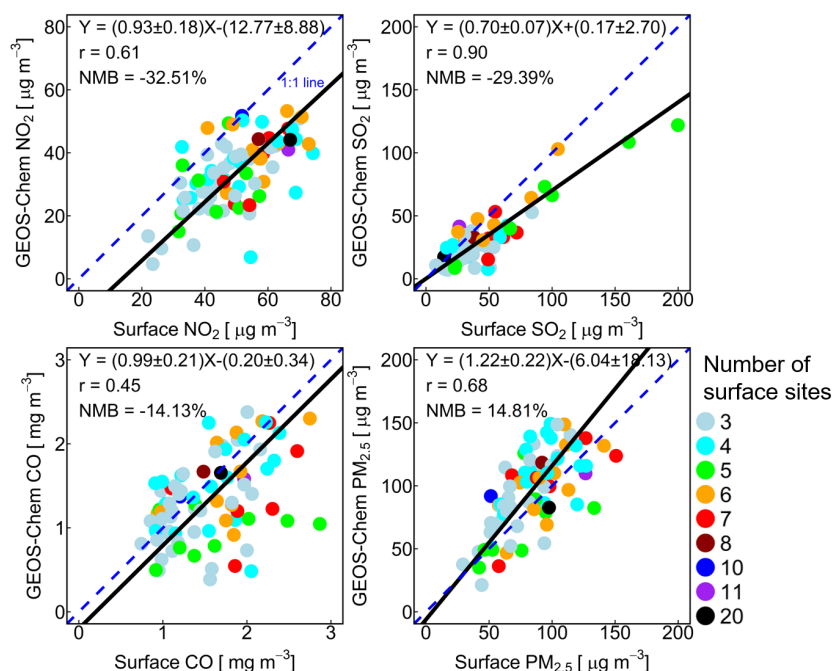 Y = (0.93±0.18)X−(12.77±8.88)
r = 0.61
NMB = -32.51%
1:1 line
80
60
40
20
0
GEOS-Chem NO2 [ μg m−3]
0 20 40 60 80
Surface NO2 [ μg m−3]
Y = (0.70±0.07)X+(0.17±2.70)
r = 0.90
NMB = -29.39%
200
150
100
50
0
GEOS-Chem SO2 [ μg m−3]
0 50 100 150 200
Surface SO2 [ μg m−3]
Y = (0.99±0.21)X−(0.20±0.34)
r = 0.45
NMB = -14.13%
3
2
1
0
GEOS-Chem CO [ mg m−3]
0 1 2 3
Surface CO [ mg m−3]
Y = (1.22±0.22)X−(6.04±18.13)
r = 0.68
NMB = 14.81%
200
150
100
50
0
GEOS-Chem PM2.5 [ μg m−3]
0 50 100 150 200
Surface PM2.5 [ μg m−3]
Number of
surface sites
3
4
5
6
7
8
10
11
20